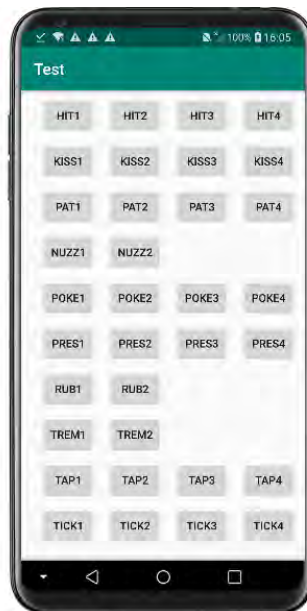 100% 16:05
Test
HIT1 HIT2 HIT3 HIT4
KISS1 KISS2 KISS3 KISS4
PAT1 PAT2 PAT3 PAT4
NUZZ1 NUZZ2
POKE1 POKE2 POKE3 POKE4
PRES1 PRES2 PRES3 PRES4
RUB1 RUB2
TREM1 TREM2
TAP1 TAP2 TAP3 TAP4
TICK1 TICK2 TICK3 TICK4